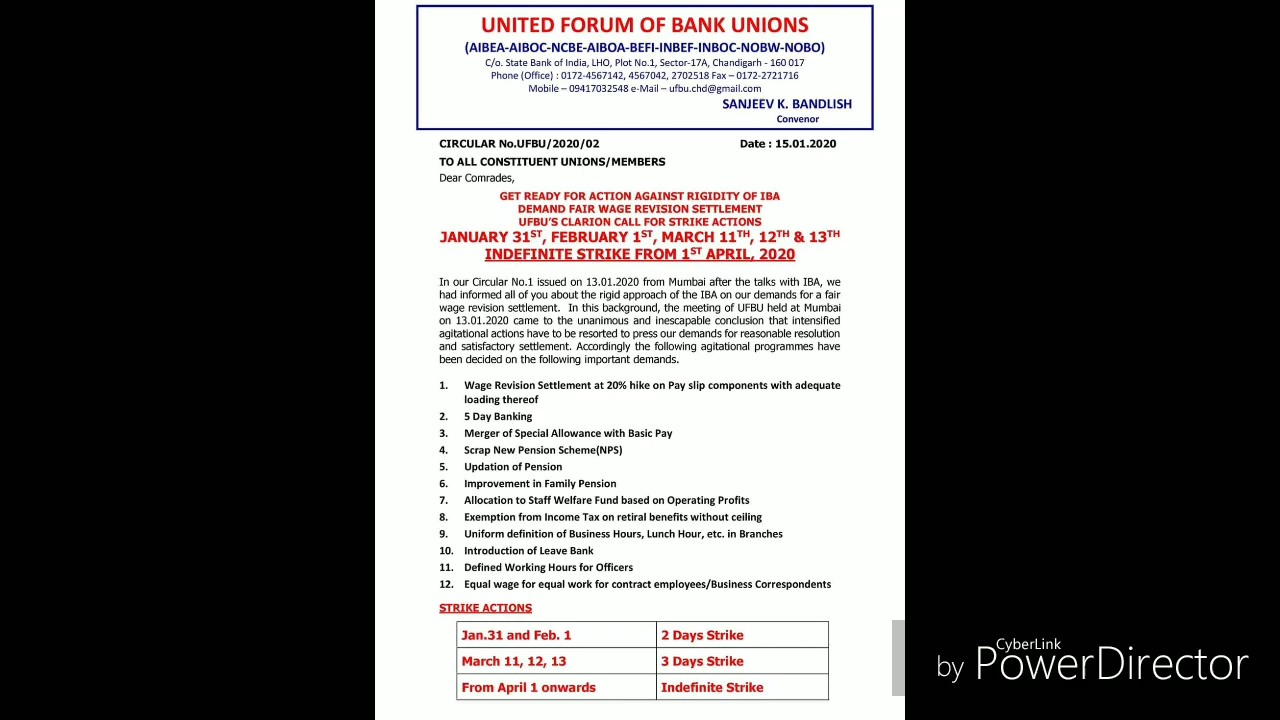 UNITED FORUM OF BANK UNIONS
(AIBEA-AIBOC-NCBE-AIBOA-BEFI-INBEF-INBOC-NOBW-NOBO)
C/o. State Bank of India, LHO, Plot No.1, Sector-17A, Chandigarh - 160 017
Phone (Office) : 0172-4567142, 4567042, 2702518 Fax – 0172-2721716
Mobile – 09417032548 e-Mail – ufbu.chd@gmail.com
SANJEEV K. BANDLISH
Convenor
CIRCULAR No.UFBU/2020/02 Date : 15.01.2020
TO ALL CONSTITUENT UNIONS/MEMBERS
Dear Comrades,
GET READY FOR ACTION AGAINST RIGIDITY OF IBA
DEMAND FAIR WAGE REVISION SETTLEMENT
UFBU'S CLARION CALL FOR STRIKE ACTIONS
JANUARY 31ST, FEBRUARY 1ST, MARCH 11TH, 12TH & 13TH
INDEFINITE STRIKE FROM 1ST APRIL, 2020
In our Circular No.1 issued on 13.01.2020 from Mumbai after the talks with IBA, we
had informed all of you about the rigid approach of the IBA on our demands for a fair
wage revision settlement. In this background, the meeting of UFBU held at Mumbai
on 13.01.2020 came to the unanimous and inescapable conclusion that intensified
agitational actions have to be resorted to press our demands for reasonable resolution
and satisfactory settlement. Accordingly the following agitational programmes have
been decided on the following important demands.
1. Wage Revision Settlement at 20% hike on Pay slip components with adequate
loading thereof
2. 5 Day Banking
3. Merger of Special Allowance with Basic Pay
4. Scrap New Pension Scheme(NPS)
5. Updation of Pension
6. Improvement in Family Pension
7. Allocation to Staff Welfare Fund based on Operating Profits
8. Exemption from Income Tax on retiral benefits without ceiling
9. Uniform definition of Business Hours, Lunch Hour, etc. in Branches
10. Introduction of Leave Bank
11. Defined Working Hours for Officers
12. Equal wage for equal work for contract employees/Business Correspondents
STRIKE ACTIONS
Jan.31 and Feb. 1 2 Days Strike
March 11, 12, 13 3 Days Strike
From April 1 onwards Indefinite Strike
CyberLink
by PowerDirector